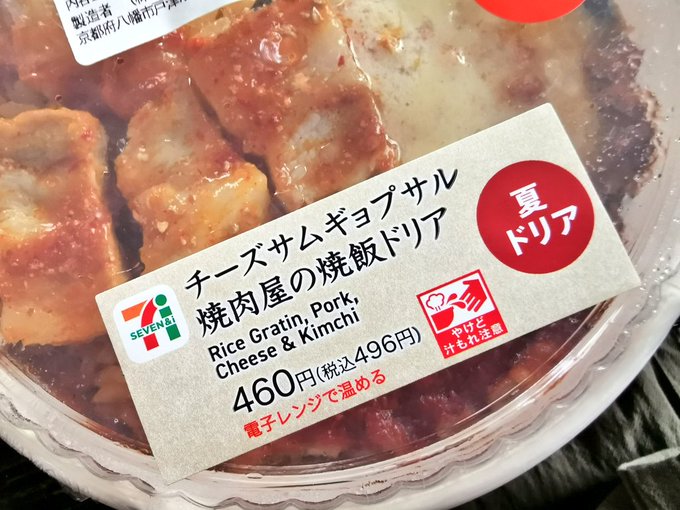 製造者
京都府八幡市戸津
チーズサムギョプサル
焼肉屋の焼飯ドリア
Rice Gratin, Pork,
Cheese & Kimchi
460円(税込496円)
電子レンジで温める
夏
ドリア
SEVEN&i
やけど
汁もれ注意